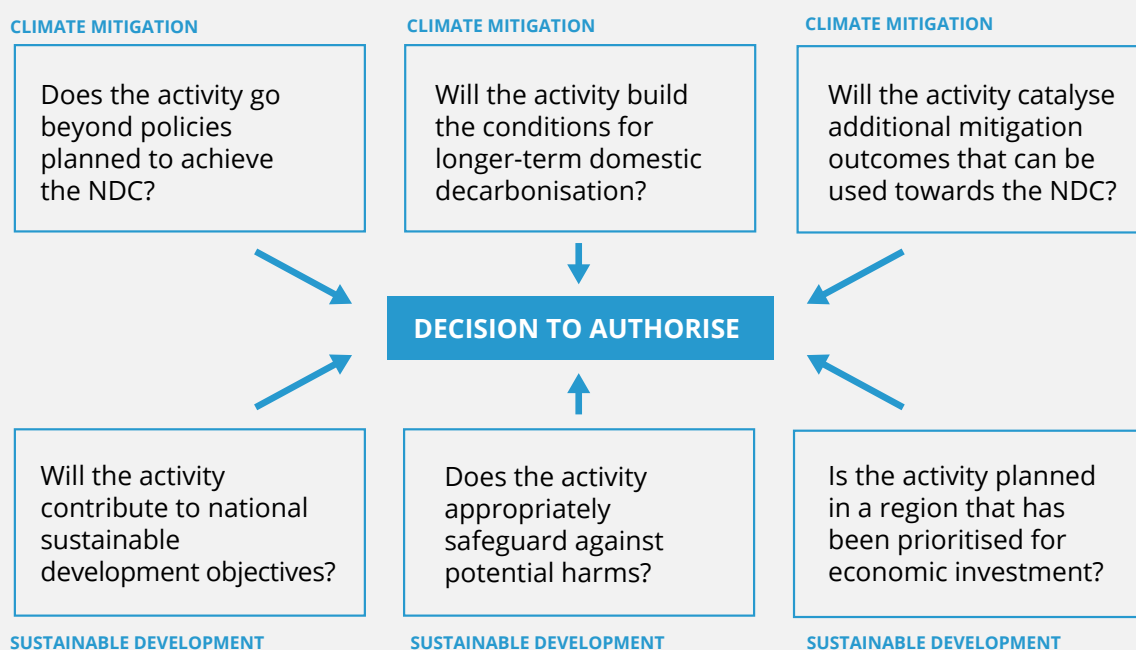 CLIMATE MITIGATION
Does the activity go
beyond policies
planned to achieve
the NDC?
CLIMATE MITIGATION
Will the activity build
the conditions for
longer-term domestic
decarbonisation?
CLIMATE MITIGATION
Will the activity catalyse
additional mitigation
outcomes that can be
used towards the NDC?
DECISION TO AUTHORISE
Will the activity
contribute to national
sustainable
development objectives?
SUSTAINABLE DEVELOPMENT
Does the activity
appropriately
safeguard against
potential harms?
SUSTAINABLE DEVELOPMENT
Is the activity planned
in a region that has
been prioritised for
economic investment?
SUSTAINABLE DEVELOPMENT